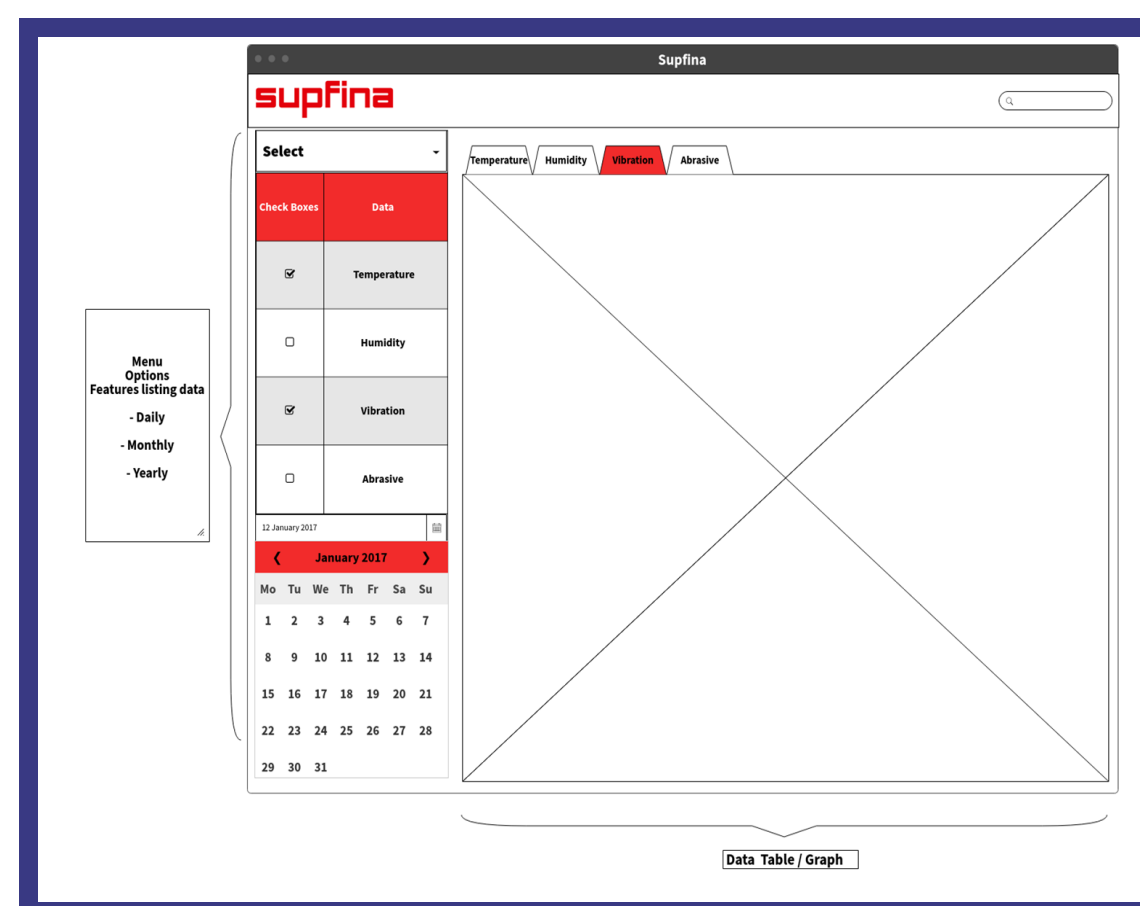 Supfina
supfina
Select
Temperature Humidity Vibration Abrasive
Check Boxes Data
Temperature
Humidity
Vibration
Abrasive
12 January 2017
❮ January 2017 ❯
Mo Tu We Th Fr Sa Su
1 2 3 4 5 6 7
8 9 10 11 12 13 14
15 16 17 18 19 20 21
22 23 24 25 26 27 28
29 30 31
Menu
Options
Features listing data
- Daily
- Monthly
- Yearly
Data Table / Graph